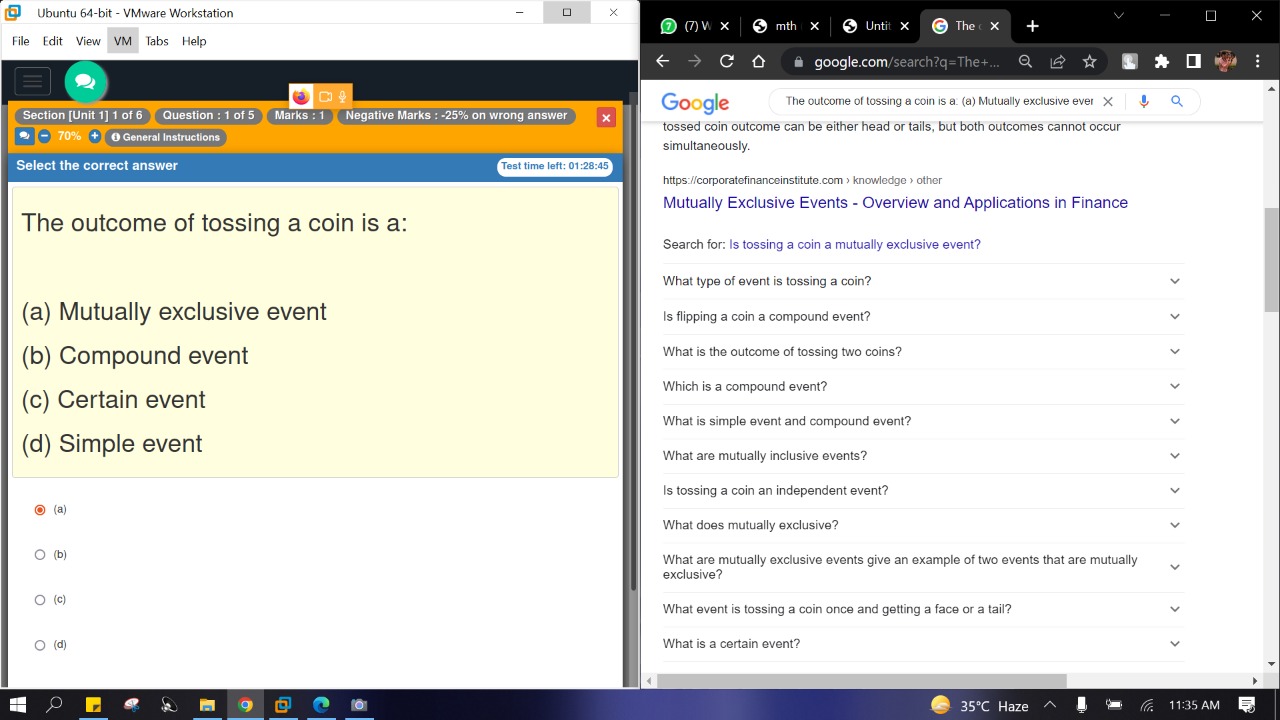 Ubuntu 64-bit - VMware Workstation
File Edit View VM Tabs Help
Section [Unit 1] 1 of 6 Question : 1 of 5 Marks : 1 Negative Marks : -25% on wrong answer
70% General Instructions
Select the correct answer Test time left: 01:28:45
The outcome of tossing a coin is a:
(a) Mutually exclusive event
(b) Compound event
(c) Certain event
(d) Simple event
(a)
(b)
(c)
(d)
7 (7) W mth Untit The
google.com/search?q=The+...
Google The outcome of tossing a coin is a: (a) Mutually exclusive ever
tossed coin outcome can be either head or tails, but both outcomes cannot occur
simultaneously.
https://corporatefinanceinstitute.com › knowledge › other
Mutually Exclusive Events - Overview and Applications in Finance
Search for: Is tossing a coin a mutually exclusive event?
What type of event is tossing a coin?
Is flipping a coin a compound event?
What is the outcome of tossing two coins?
Which is a compound event?
What is simple event and compound event?
What are mutually inclusive events?
Is tossing a coin an independent event?
What does mutually exclusive?
What are mutually exclusive events give an example of two events that are mutually
exclusive?
What event is tossing a coin once and getting a face or a tail?
What is a certain event?
35°C Haze 11:35 AM